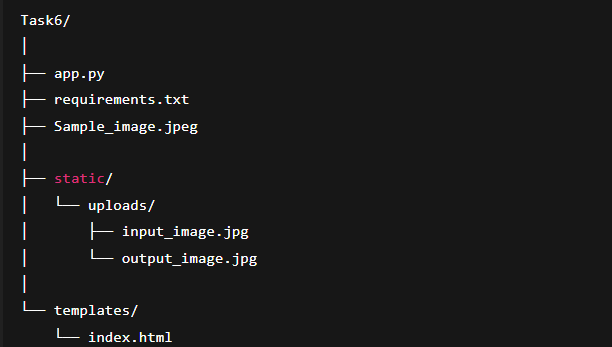 Task6/
│
├── app.py
├── requirements.txt
├── Sample_image.jpeg
│
├── static/
│   └── uploads/
│       ├── input_image.jpg
│       └── output_image.jpg
│
└── templates/
    └── index.html